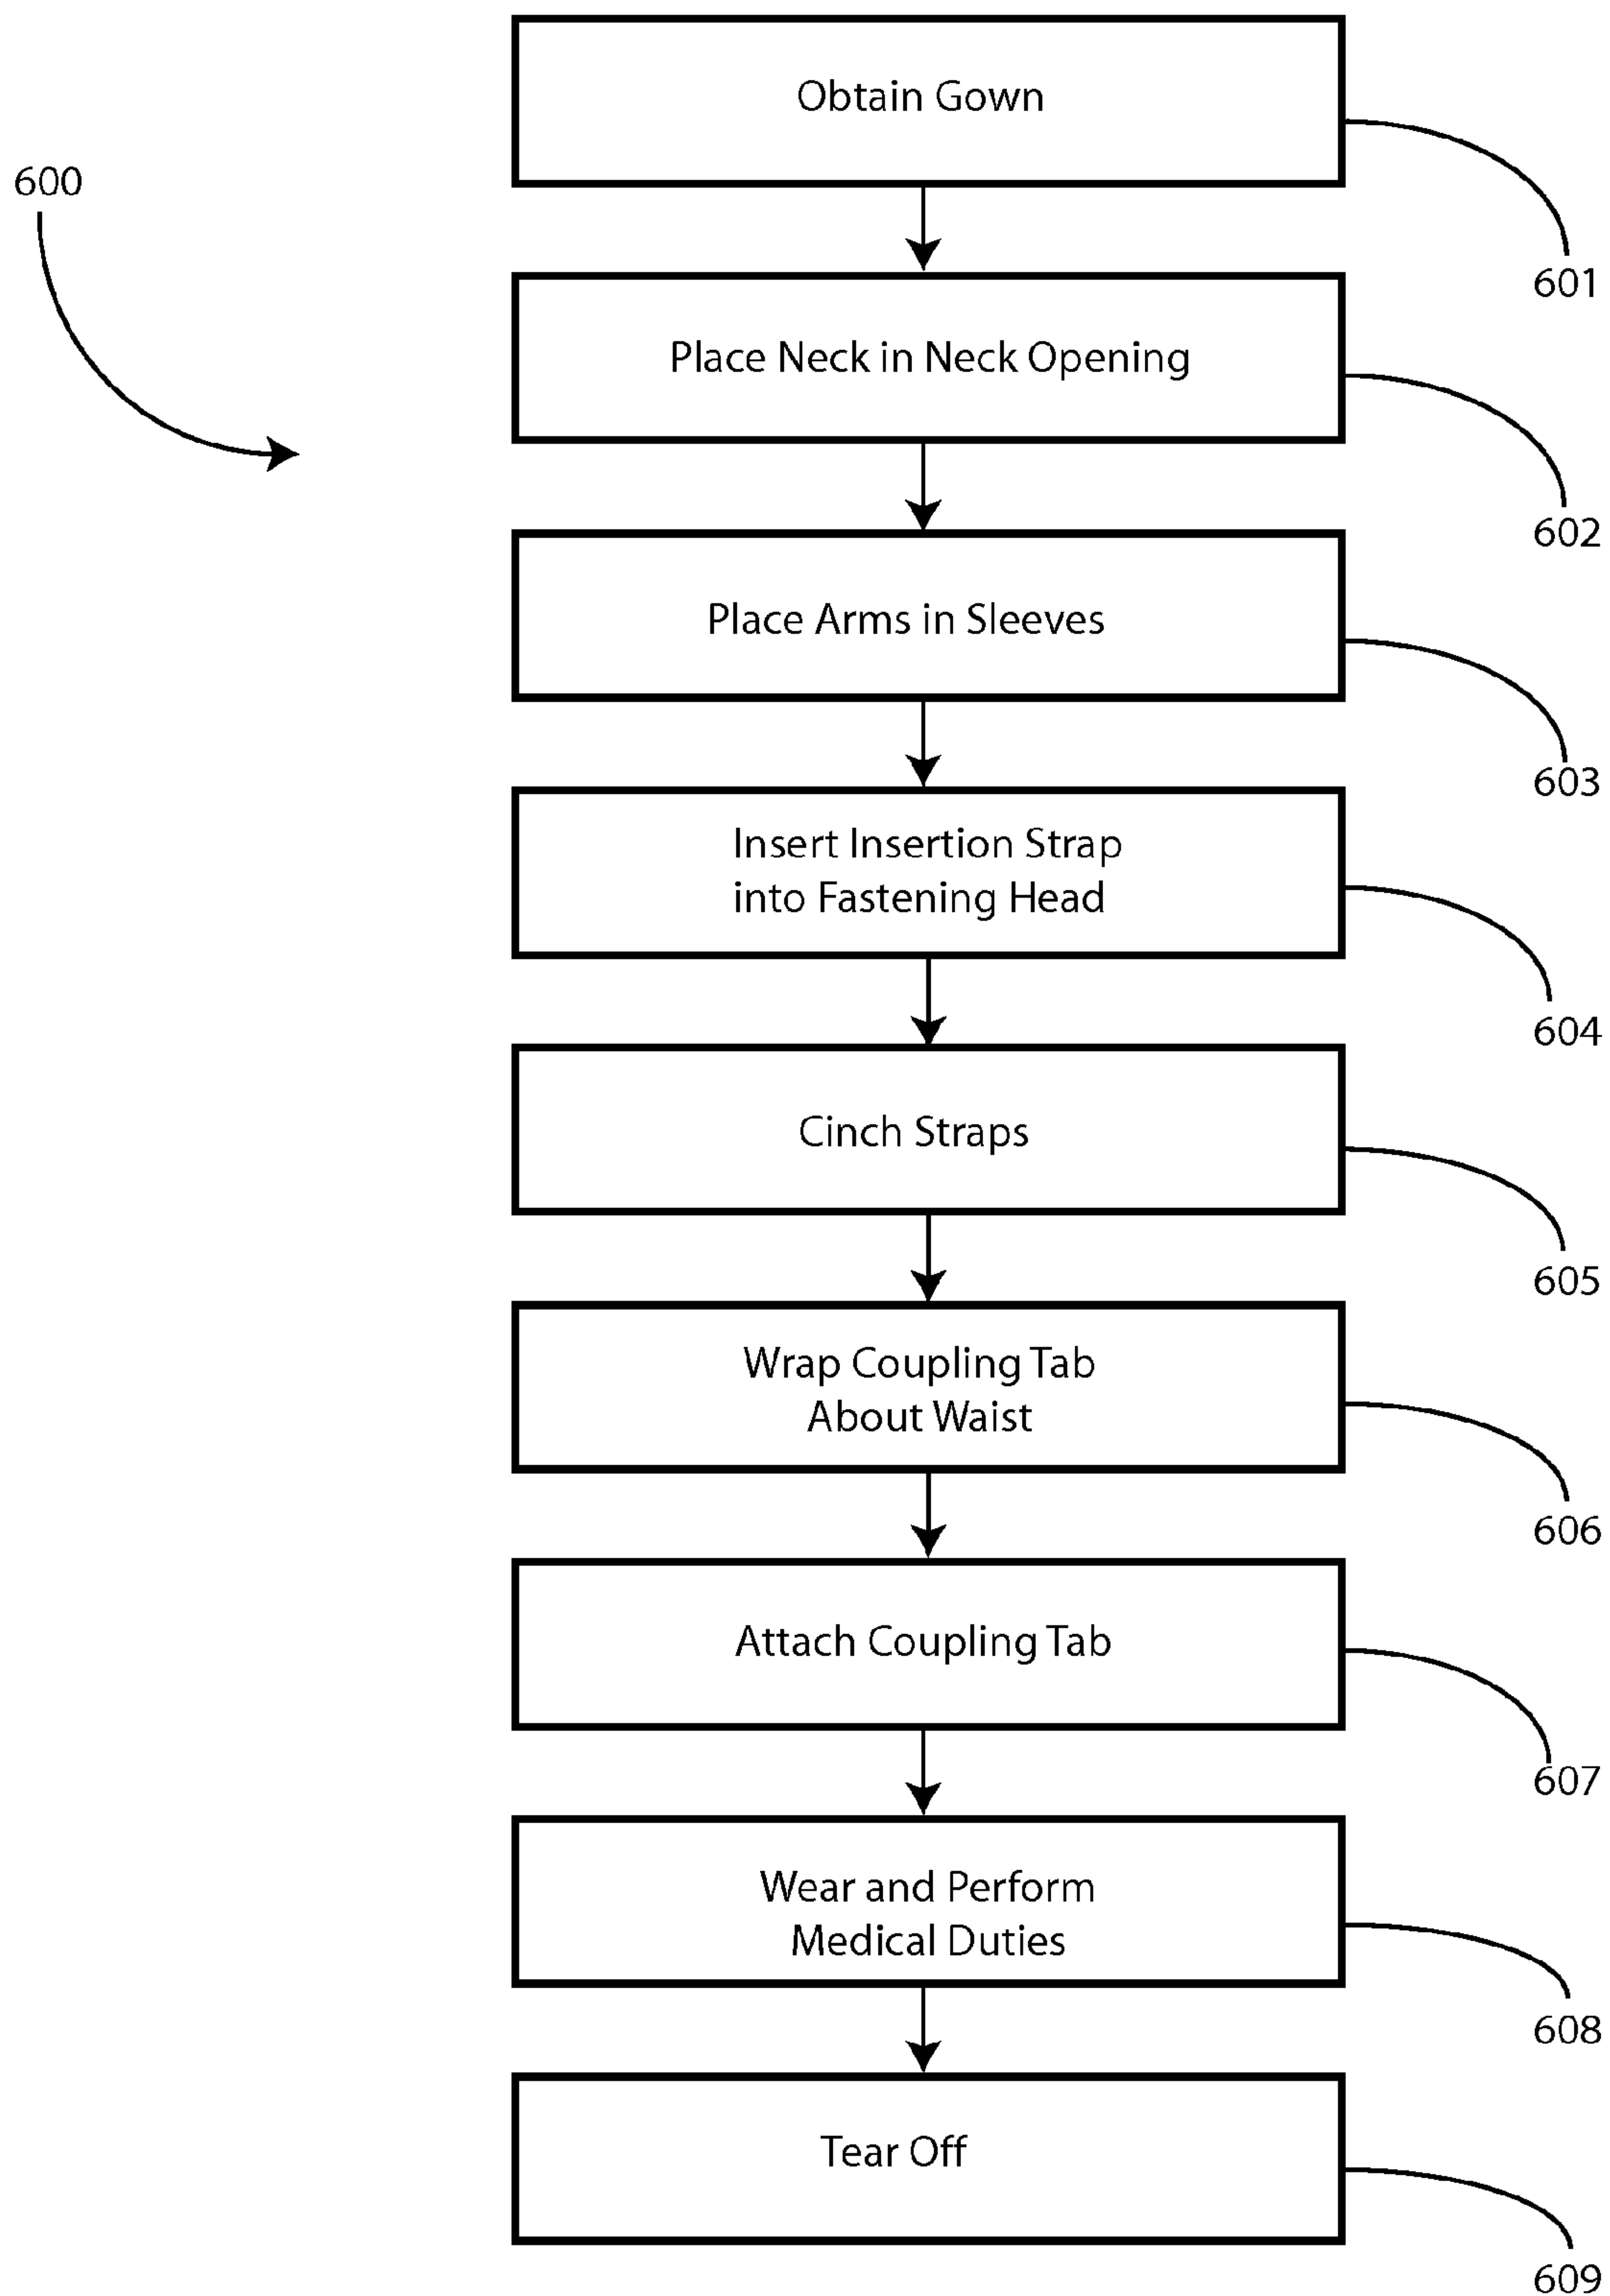 Obtain Gown
600
601
Place Neck in Neck Opening
602
Place Arms in Sleeves
603
Insert Insertion Strap
into Fastening Head
604
Cinch Straps
605
Wrap Coupling Tab
About Waist
606
Attach Coupling Tab
607
Wear and Perform
Medical Duties
608
Tear Off
609